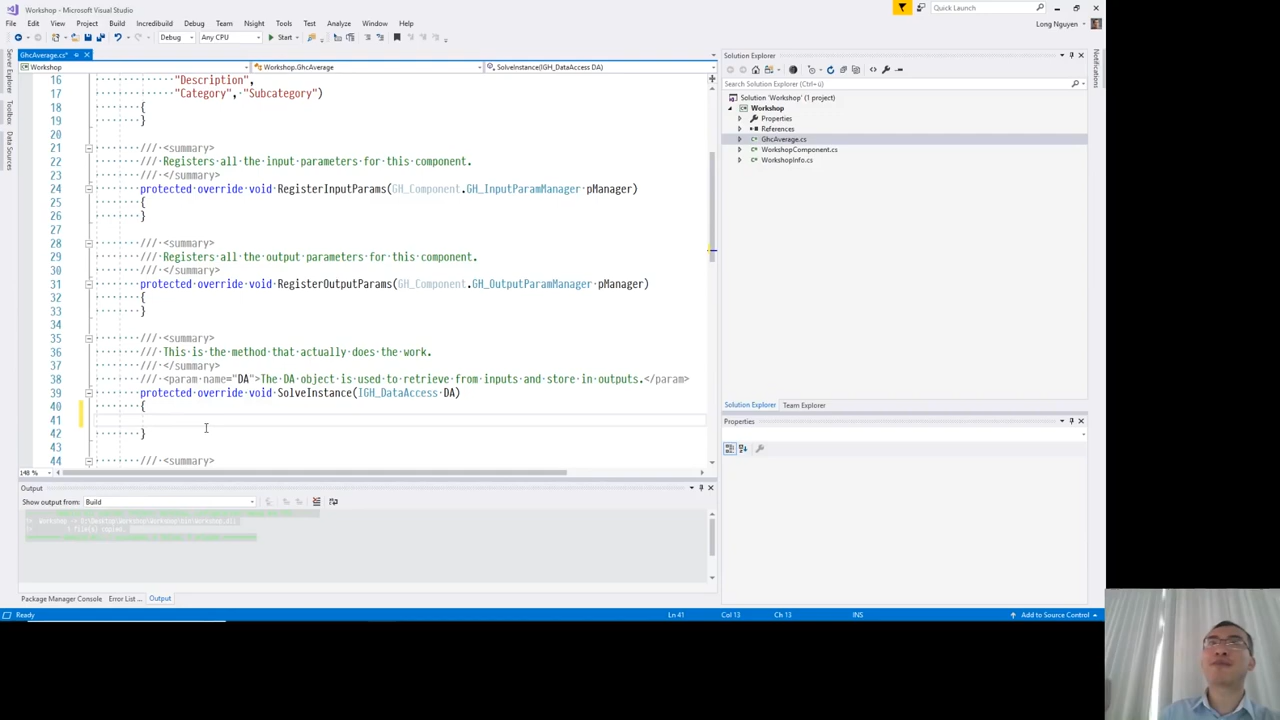 Workshop - Microsoft Visual Studio
Quick Launch
File Edit View Project Build Incredibuild Debug Team Nsight Tools Test Analyze Window Help
Long Nguyen
Debug Any CPU Start
GhcAverage.cs*
Workshop Workshop.GhcAverage SolveInstance(IGH_DataAccess DA)
Server Explorer
Toolbox
Data Sources
16 "Description",
17 "Category", "Subcategory")
18 {
19 }
20
21 /// <summary>
22 /// Registers all the input parameters for this component.
23 /// </summary>
24 protected override void RegisterInputParams(GH_Component.GH_InputParamManager pManager)
25 {
26 }
27
28 /// <summary>
29 /// Registers all the output parameters for this component.
30 /// </summary>
31 protected override void RegisterOutputParams(GH_Component.GH_OutputParamManager pManager)
32 {
33 }
34
35 /// <summary>
36 /// This is the method that actually does the work.
37 /// </summary>
38 /// <param name="DA">The DA object is used to retrieve from inputs and store in outputs.</param>
39 protected override void SolveInstance(IGH_DataAccess DA)
40 {
41
42 }
43
44 /// <summary>
148 %
Output
Show output from: Build
Package Manager Console Error List ... Output
Solution Explorer
Search Solution Explorer (Ctrl+ü)
Solution 'Workshop' (1 project)
Workshop
Properties
References
GhcAverage.cs
WorkshopComponent.cs
WorkshopInfo.cs
Solution Explorer Team Explorer
Properties
Notifications
Ready Ln 41 Col 13 Ch 13 INS Add to Source Control